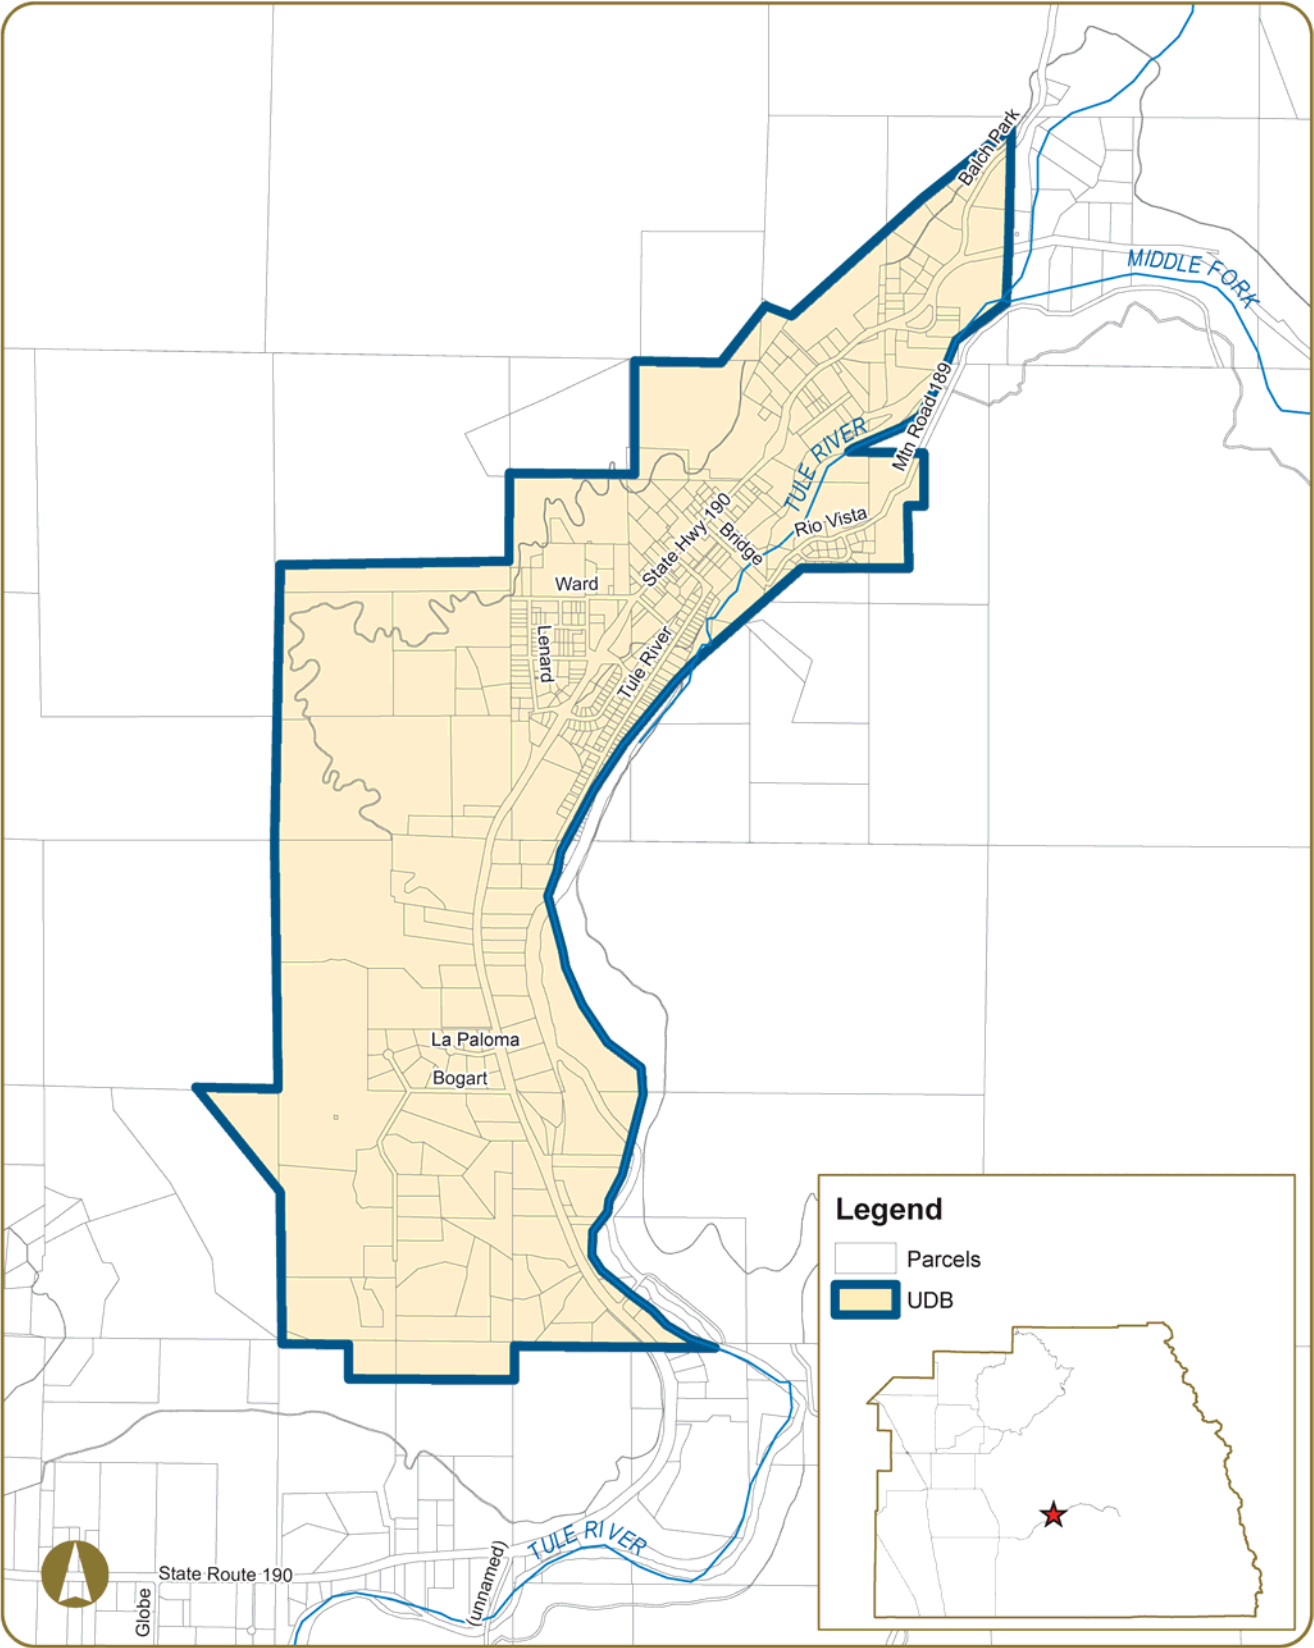 Balch Park
MIDDLE FORK
Mtn Road 189
TULE RIVER
Rio Vista
State Hwy 190
Bridge
Ward
Lenard
Tule River
La Paloma
Bogart
Legend
Parcels
UDB
TULE RIVER
(unnamed)
State Route 190
Globe